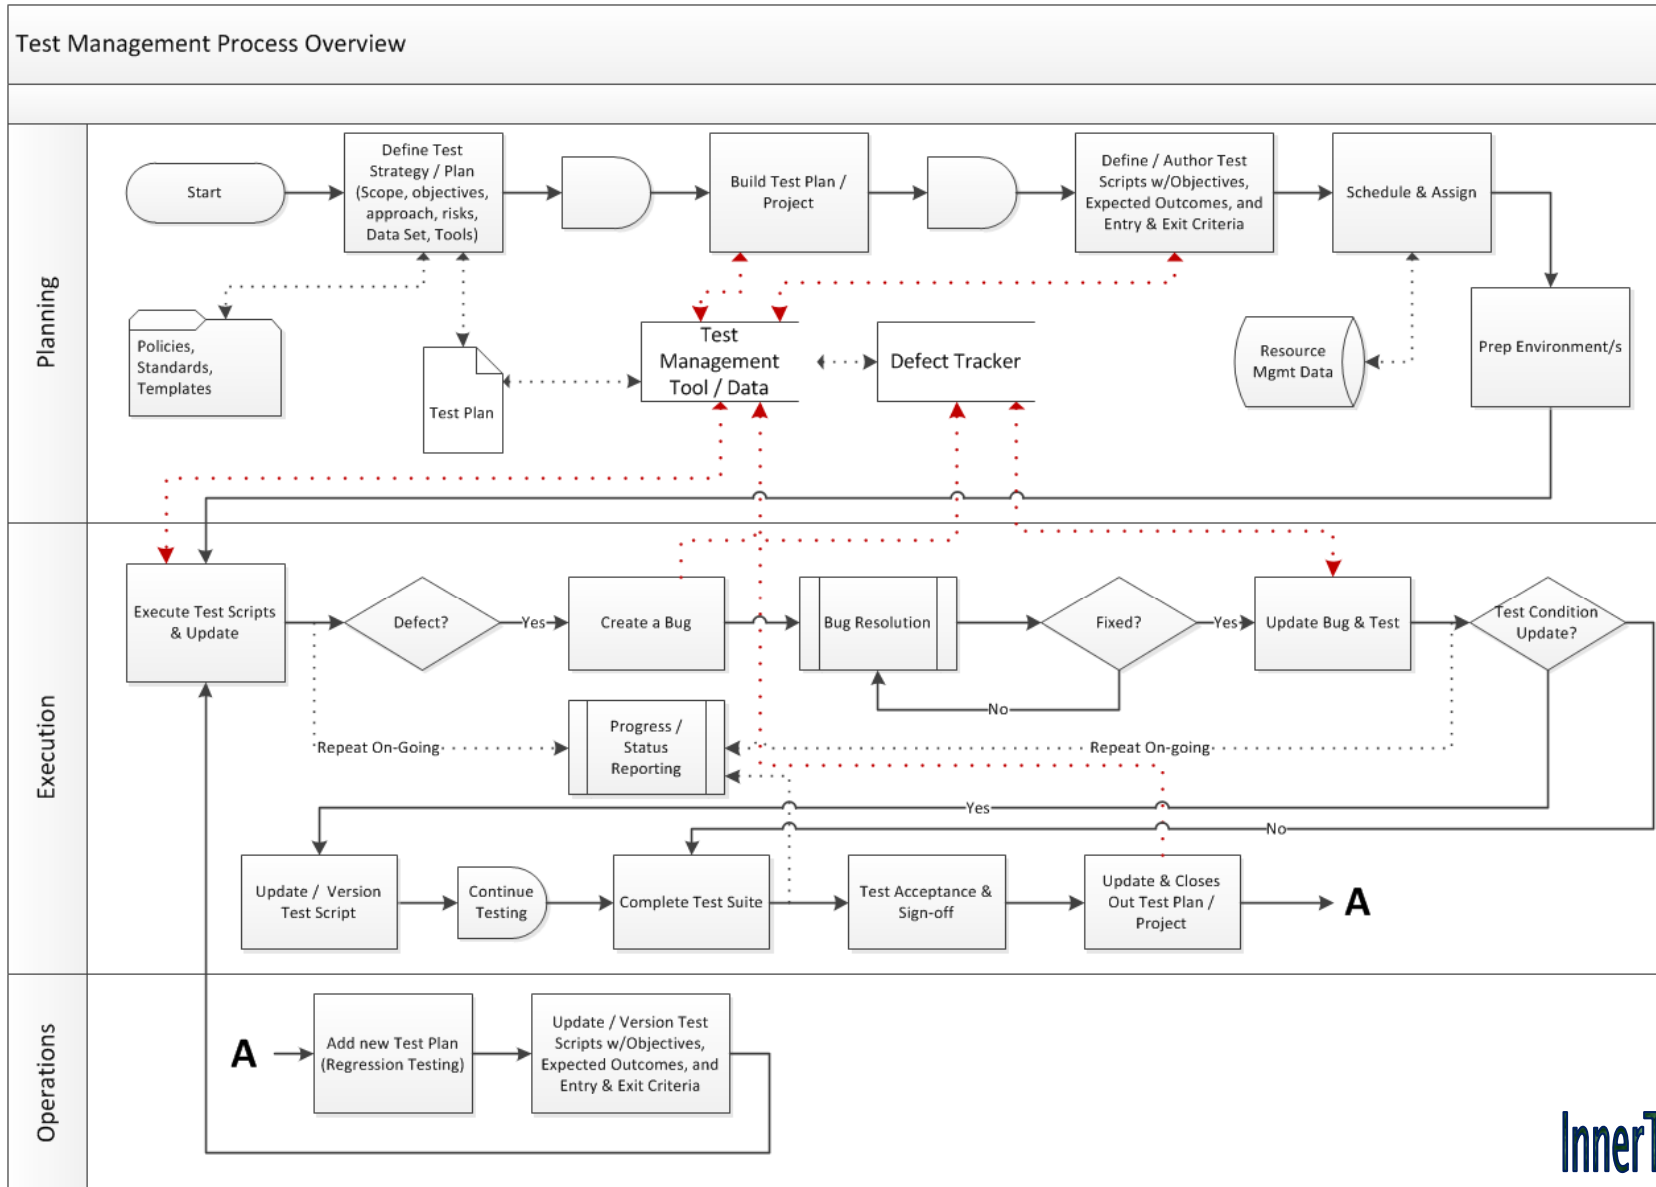 Test Management Process Overview
Planning
Start
Define Test
Strategy / Plan
(Scope, objectives,
approach, risks,
Data Set, Tools)
Build Test Plan /
Project
Define / Author Test
Scripts w/Objectives,
Expected Outcomes, and
Entry & Exit Criteria
Schedule & Assign
Policies,
Standards,
Templates
Test Plan
Test
Management
Tool / Data
Defect Tracker
Resource
Mgmt Data
Prep Environment/s
Execution
Execute Test Scripts
& Update
Defect?
Yes
Create a Bug
Bug Resolution
Fixed?
Yes
Update Bug & Test
Test Condition
Update?
No
Repeat On-Going
Progress /
Status
Reporting
Repeat On-going
Yes
No
Update /  Version
Test Script
Continue
Testing
Complete Test Suite
Test Acceptance &
Sign-off
Update & Closes
Out Test Plan /
Project
A
Operations
A
Add new Test Plan
(Regression Testing)
Update / Version Test
Scripts w/Objectives,
Expected Outcomes, and
Entry & Exit Criteria
InnerT